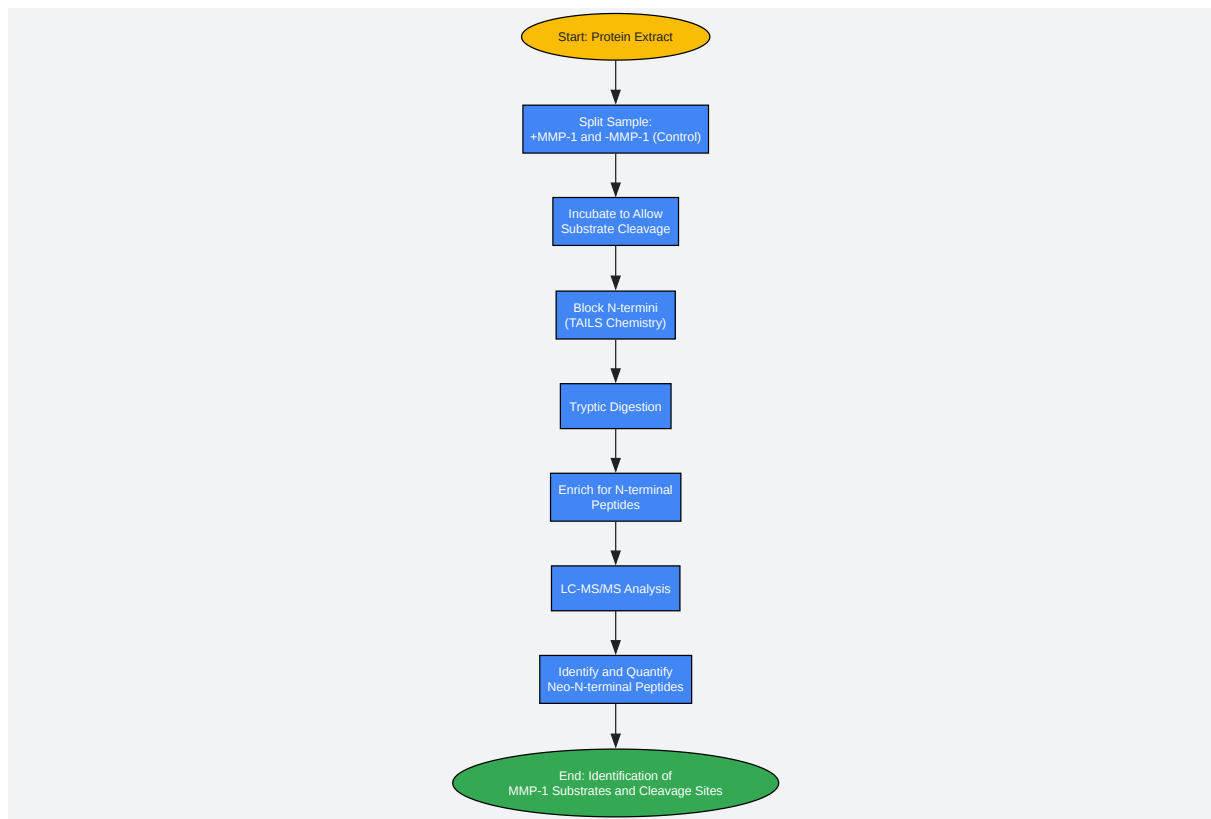 Start: Protein Extract
Split Sample:
+MMP-1 and -MMP-1 (Control)
Incubate to Allow
Substrate Cleavage
Block N-termini
(TAILS Chemistry)
Tryptic Digestion
Enrich for N-terminal
Peptides
LC-MS/MS Analysis
Identify and Quantify
Neo-N-terminal Peptides
End: Identification of
MMP-1 Substrates and Cleavage Sites